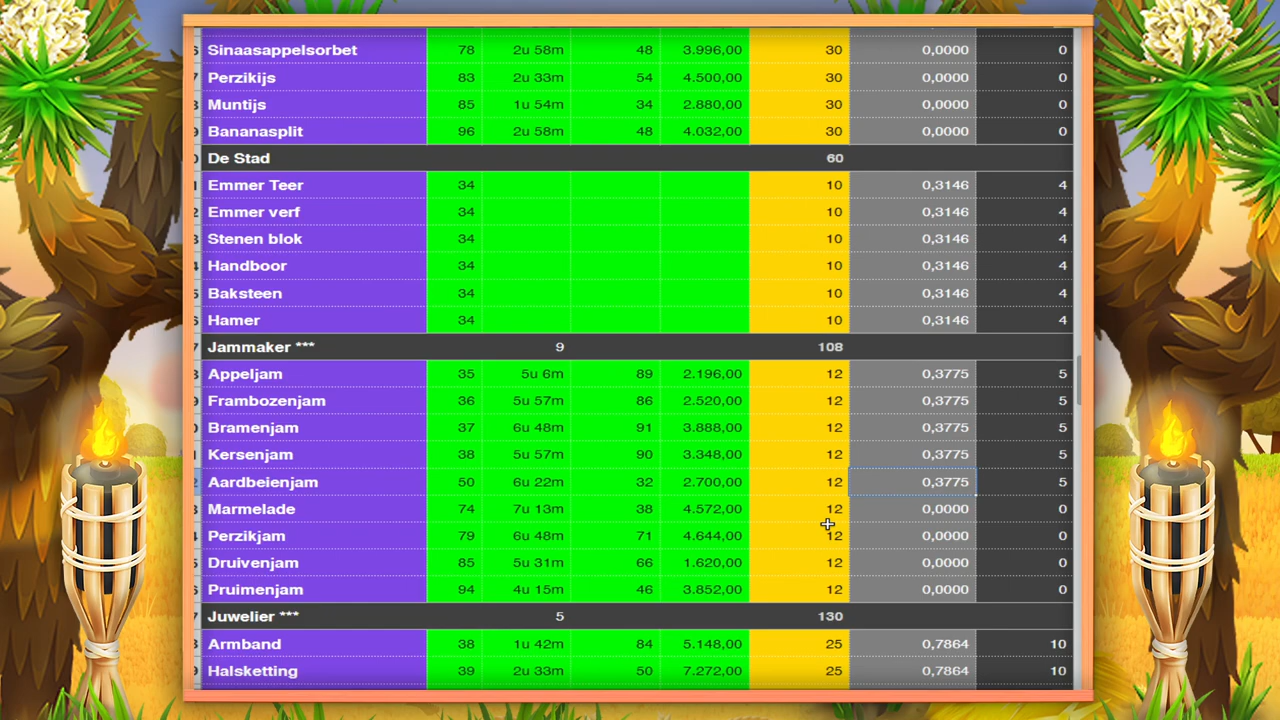 Sinaasappelsorbet 78 2u 58m 48 3.996,00 30 0,0000 0
Perzikijs 83 2u 33m 54 4.500,00 30 0,0000 0
Muntijs 85 1u 54m 34 2.880,00 30 0,0000 0
Bananasplit 96 2u 58m 48 4.032,00 30 0,0000 0
De Stad 60
Emmer Teer 34 10 0,3146 4
Emmer verf 34 10 0,3146 4
Stenen blok 34 10 0,3146 4
Handboor 34 10 0,3146 4
Baksteen 34 10 0,3146 4
Hamer 34 10 0,3146 4
Jammaker *** 9 108
Appeljam 35 5u 6m 89 2.196,00 12 0,3775 5
Frambozenjam 36 5u 57m 86 2.520,00 12 0,3775 5
Bramenjam 37 6u 48m 91 3.888,00 12 0,3775 5
Kersenjam 38 5u 57m 90 3.348,00 12 0,3775 5
Aardbeienjam 50 6u 22m 32 2.700,00 12 0,3775 5
Marmelade 74 7u 13m 38 4.572,00 12 0,0000 0
Perzikjam 79 6u 48m 71 4.644,00 12 0,0000 0
Druivenjam 85 5u 31m 66 1.620,00 12 0,0000 0
Pruimenjam 94 4u 15m 46 3.852,00 12 0,0000 0
Juwelier *** 5 130
Armband 38 1u 42m 84 5.148,00 25 0,7864 10
Halsketting 39 2u 33m 50 7.272,00 25 0,7864 10